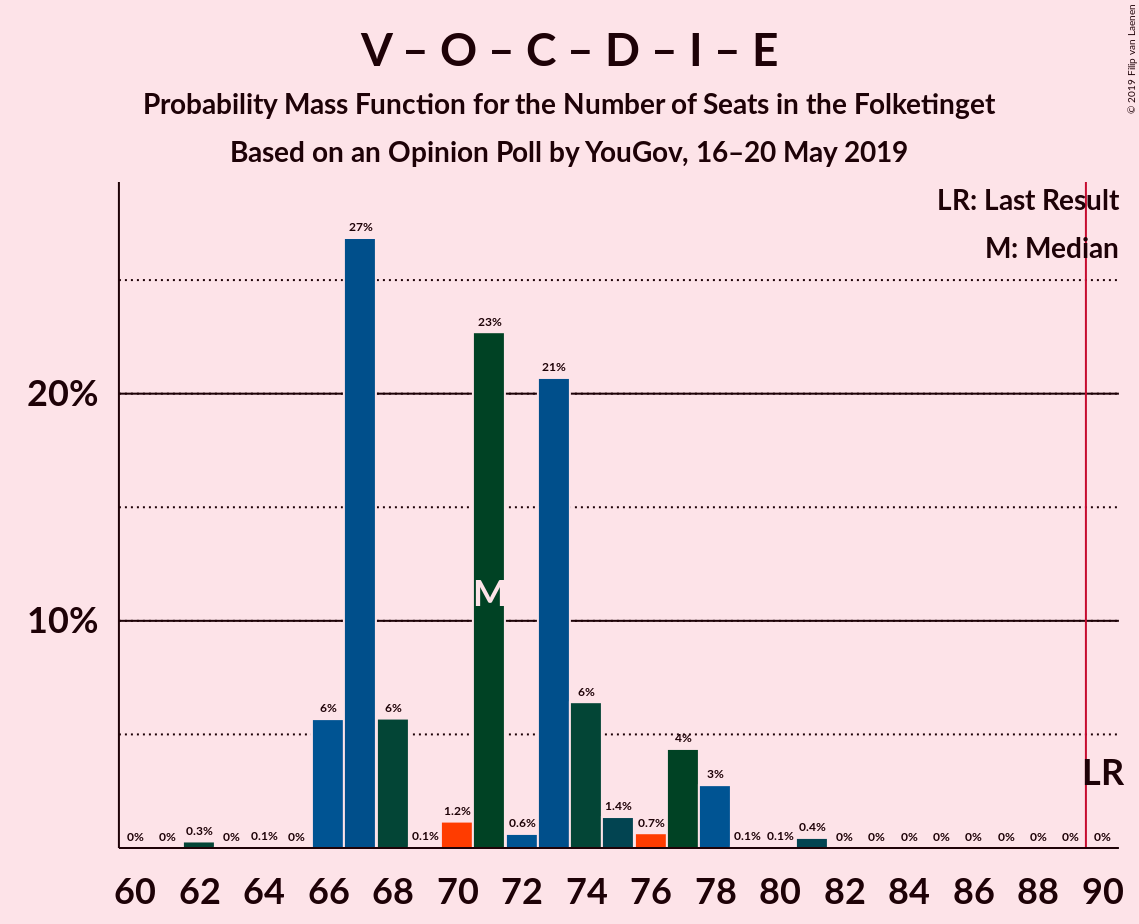 V – O – C – D – I – E
Probability Mass Function for the Number of Seats in the Folketinget
Based on an Opinion Poll by YouGov, 16–20 May 2019
© 2019 Filip van Laenen
LR: Last Result
M: Median
20%
10%
0% 0% 0.3% 0% 0.1% 0% 6% 27% 6% 0.1% 1.2% 23% 0.6% 21% 6% 1.4% 0.7% 4% 3% 0.1% 0.1% 0.4% 0% 0% 0% 0% 0% 0% 0% 0% 0%
M
LR
60 62 64 66 68 70 72 74 76 78 80 82 84 86 88 90